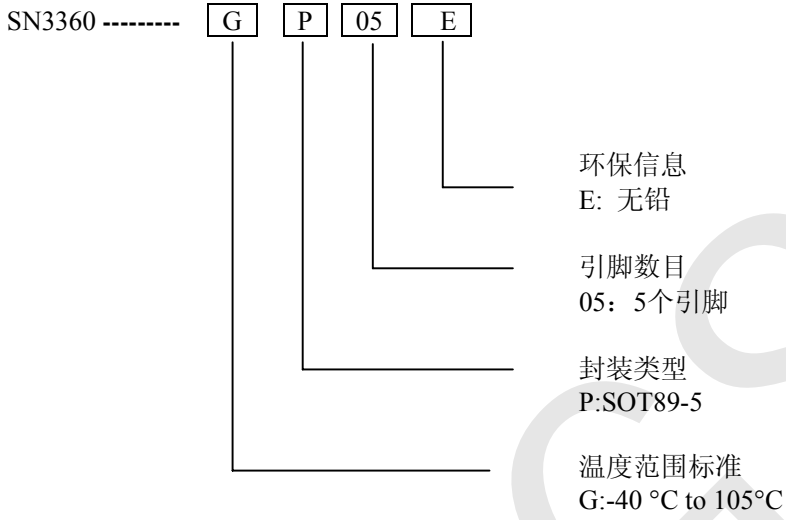 SN3360 --------- G P 05 E
环保信息
E: 无铅
引脚数目
05：5个引脚
封装类型
P:SOT89-5
温度范围标准
G:-40 °C to 105°C